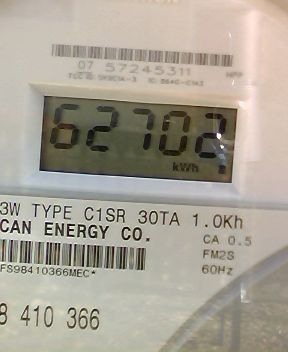 07 57245311
62702
kWh
3W TYPE C1SR 30TA 1.0Kh
CAN ENERGY CO.
CA 0.5
FM2S
60Hz
FS98410366MEC*
8 410 366